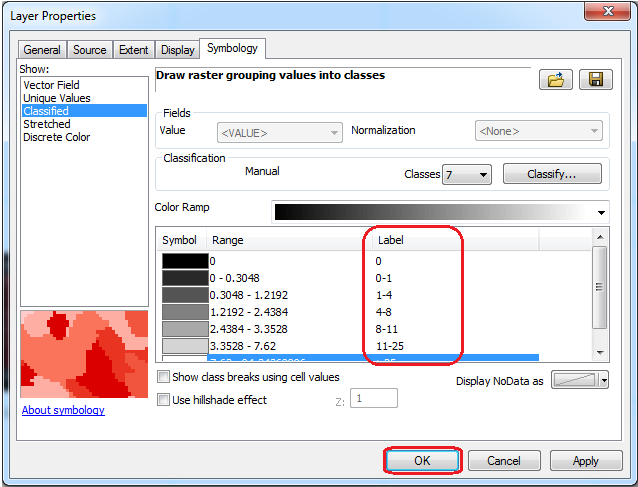 Layer Properties
General Source Extent Display Symbology
Show:
Vector Field
Unique Values
Classified
Stretched
Discrete Color
About symbology
Draw raster grouping values into classes
Fields
Value <VALUE> Normalization <None>
Classification
Manual Classes 7 Classify...
Color Ramp
Symbol Range Label
0 0
0 - 0.3048 0-1
0.3048 - 1.2192 1-4
1.2192 - 2.4384 4-8
2.4384 - 3.3528 8-11
3.3528 - 7.62 11-25
Show class breaks using cell values Display NoData as
Use hillshade effect Z: 1
OK Cancel Apply